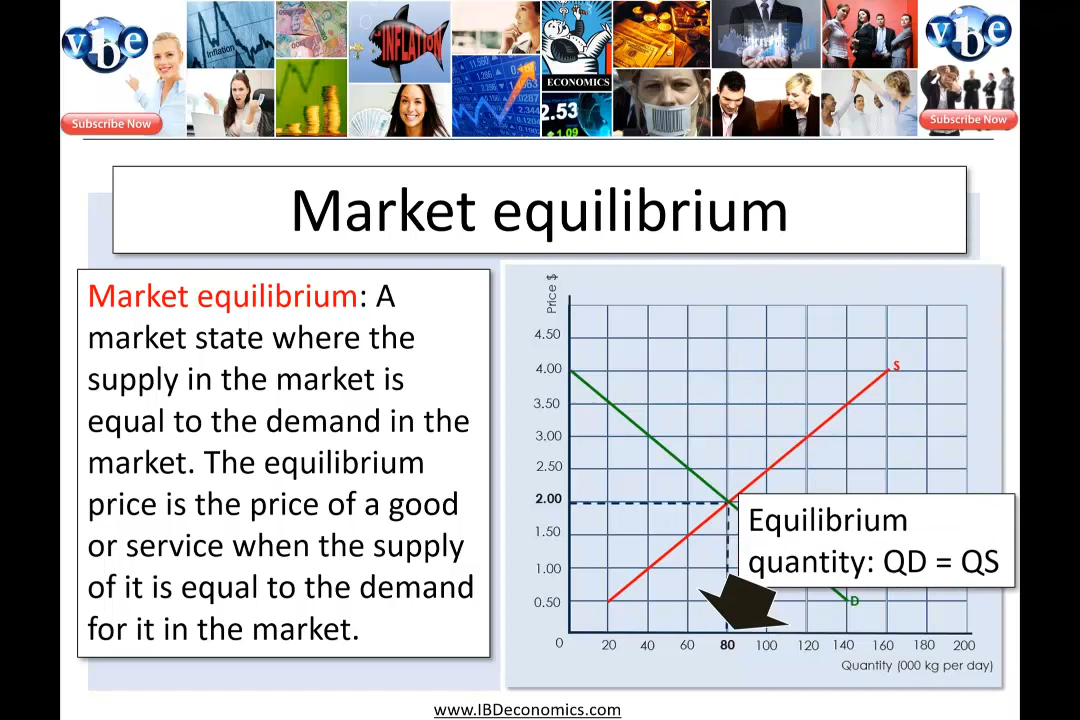 vbe
Inflation
INFLATION
ECONOMICS
2.53
1.09
vbe
Subscribe Now
Subscribe Now
Market equilibrium
Market equilibrium: A
market state where the
supply in the market is
equal to the demand in the
market. The equilibrium
price is the price of a good
or service when the supply
of it is equal to the demand
for it in the market.
Price $
4.50
4.00
3.50
3.00
2.50
2.00
1.50
1.00
0.50
S
Equilibrium
quantity: QD = QS
D
0 20 40 60 80 100 120 140 160 180 200
Quantity (000 kg per day)
www.IBDeconomics.com